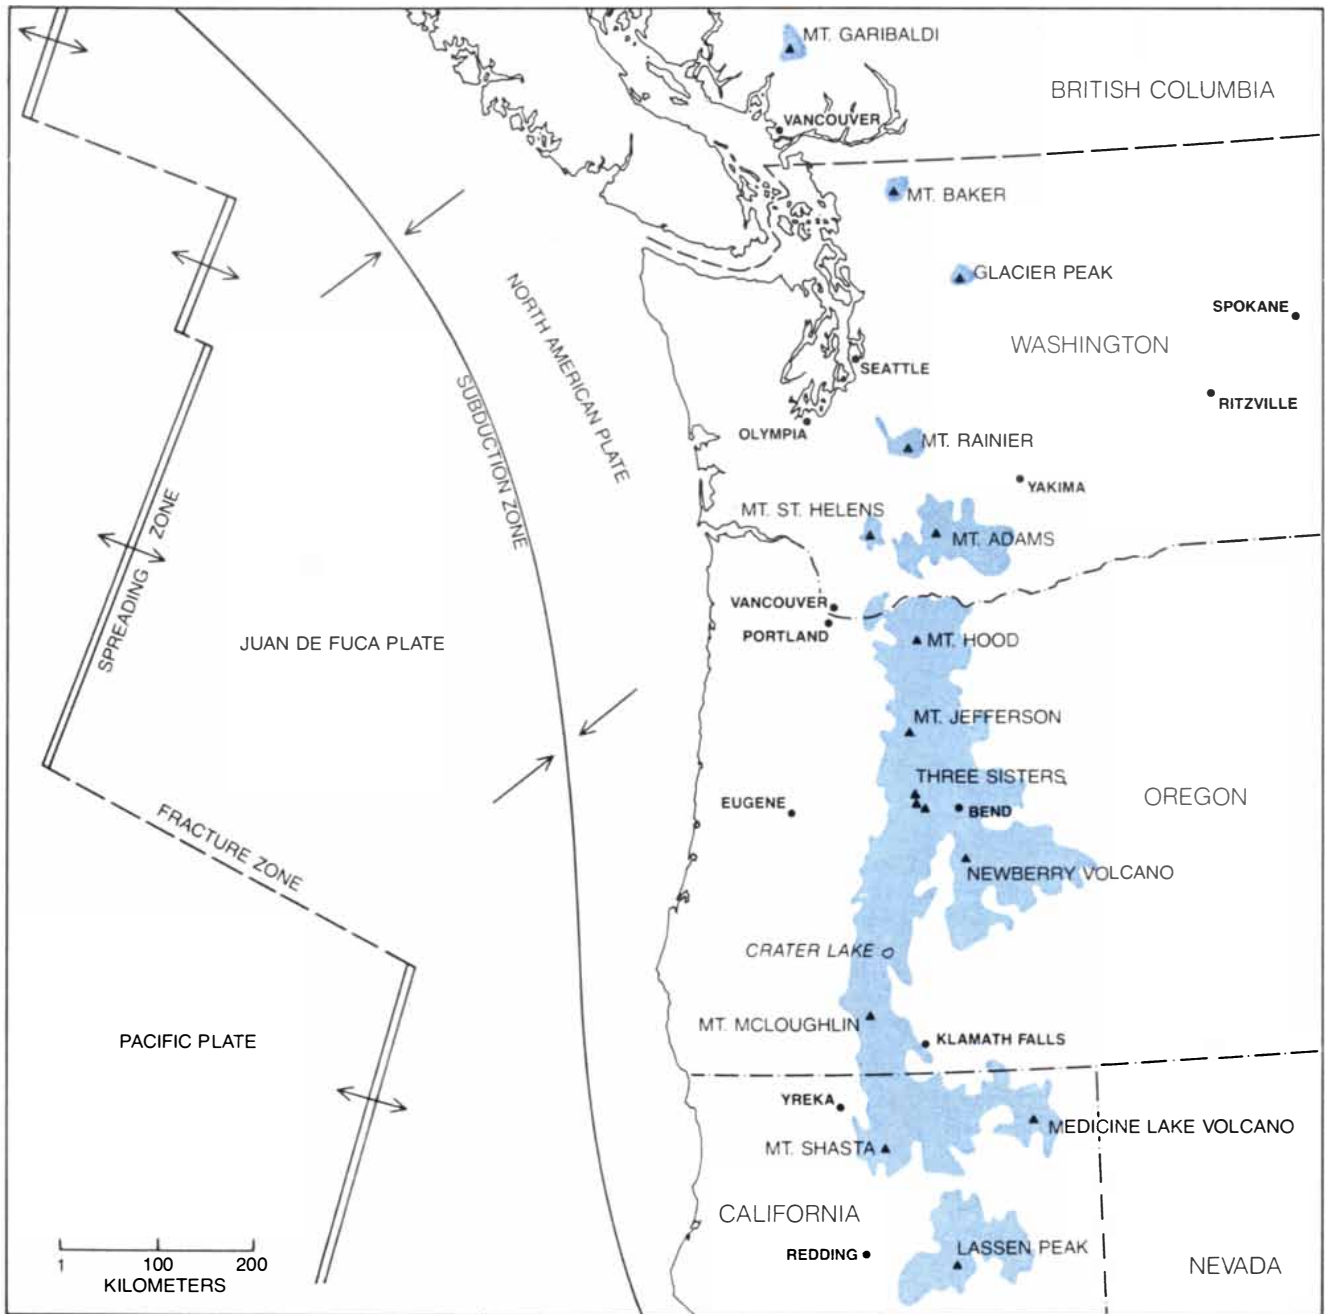 MT. GARIBALDI
BRITISH COLUMBIA
VANCOUVER
MT. BAKER
GLACIER PEAK
SPOKANE
WASHINGTON
SEATTLE
RITZVILLE
OLYMPIA
MT. RAINIER
YAKIMA
MT. ST. HELENS
MT. ADAMS
NORTH AMERICAN PLATE
SUBDUCTION ZONE
SPREADING ZONE
JUAN DE FUCA PLATE
VANCOUVER
PORTLAND
MT. HOOD
MT. JEFFERSON
THREE SISTERS
EUGENE
BEND
OREGON
FRACTURE ZONE
NEWBERRY VOLCANO
CRATER LAKE
PACIFIC PLATE
MT. MCLOUGHLIN
KLAMATH FALLS
YREKA
MEDICINE LAKE VOLCANO
MT. SHASTA
CALIFORNIA
REDDING
LASSEN PEAK
NEVADA
1 100 200
KILOMETERS